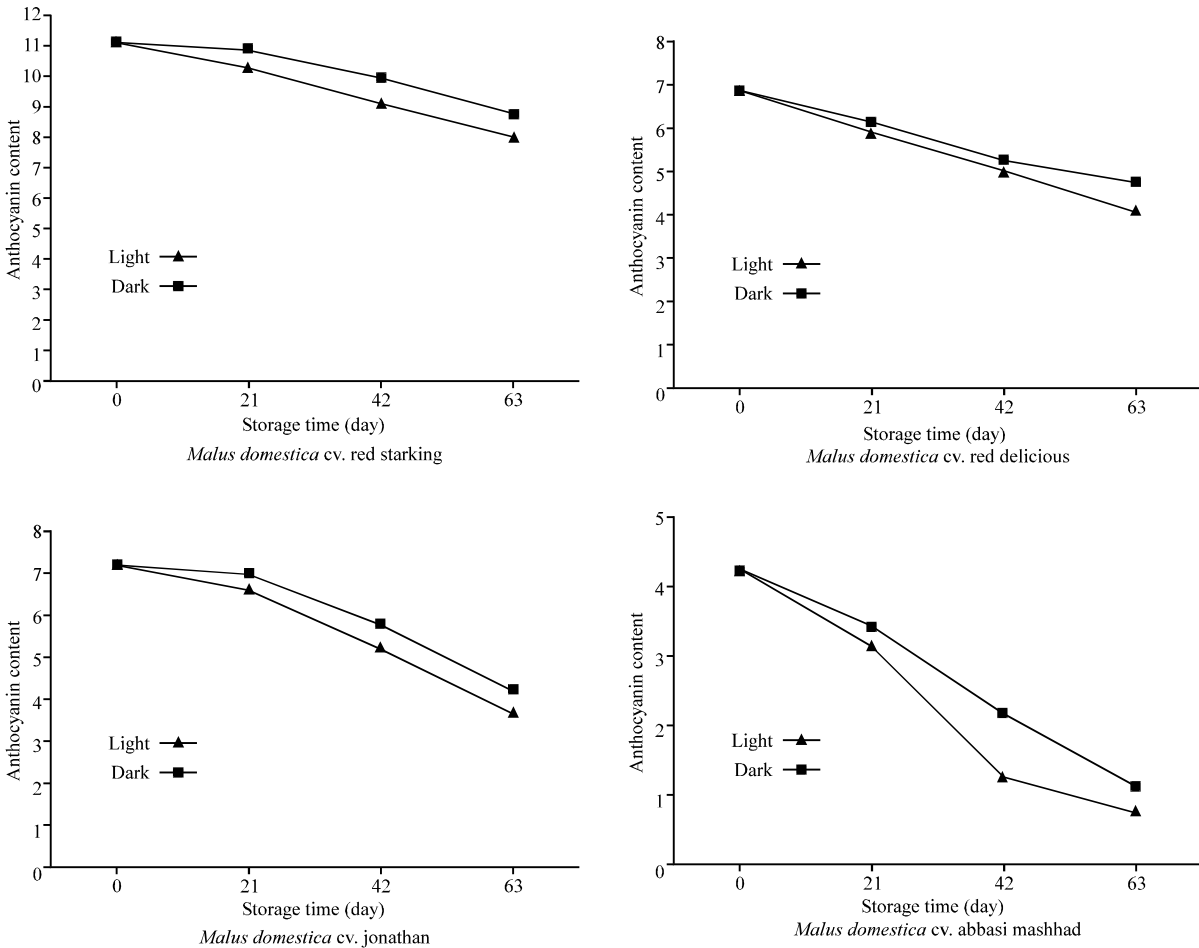 12
11
10
9
8
7
6
5
4
3
2
1
0
Anthocyanin content
Light
Dark
0 21 42 63
Storage time (day)
Malus domestica cv. red starking
8
7
6
5
4
3
2
1
0
Anthocyanin content
Light
Dark
0 21 42 63
Storage time (day)
Malus domestica cv. red delicious
8
7
6
5
4
3
2
1
0
Anthocyanin content
Light
Dark
0 21 42 63
Storage time (day)
Malus domestica cv. jonathan
5
4
3
2
1
0
Anthocyanin content
Light
Dark
0 21 42 63
Storage time (day)
Malus domestica cv. abbasi mashhad